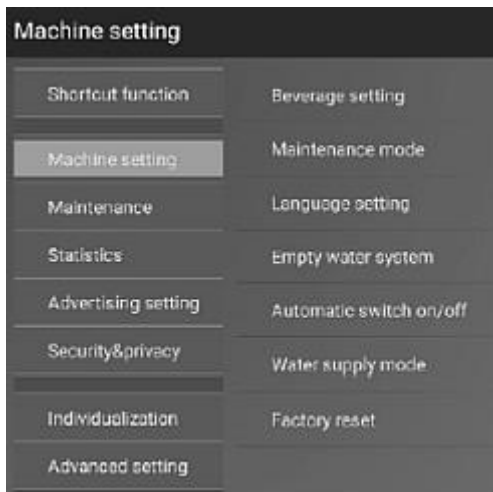 Machine setting
Shortcut function
Machine setting
Maintenance
Statistics
Advertising setting
Security&privacy
Individualization
Advanced setting
Beverage setting
Maintenance mode
Language setting
Empty water system
Automatic switch on/off
Water supply mode
Factory reset